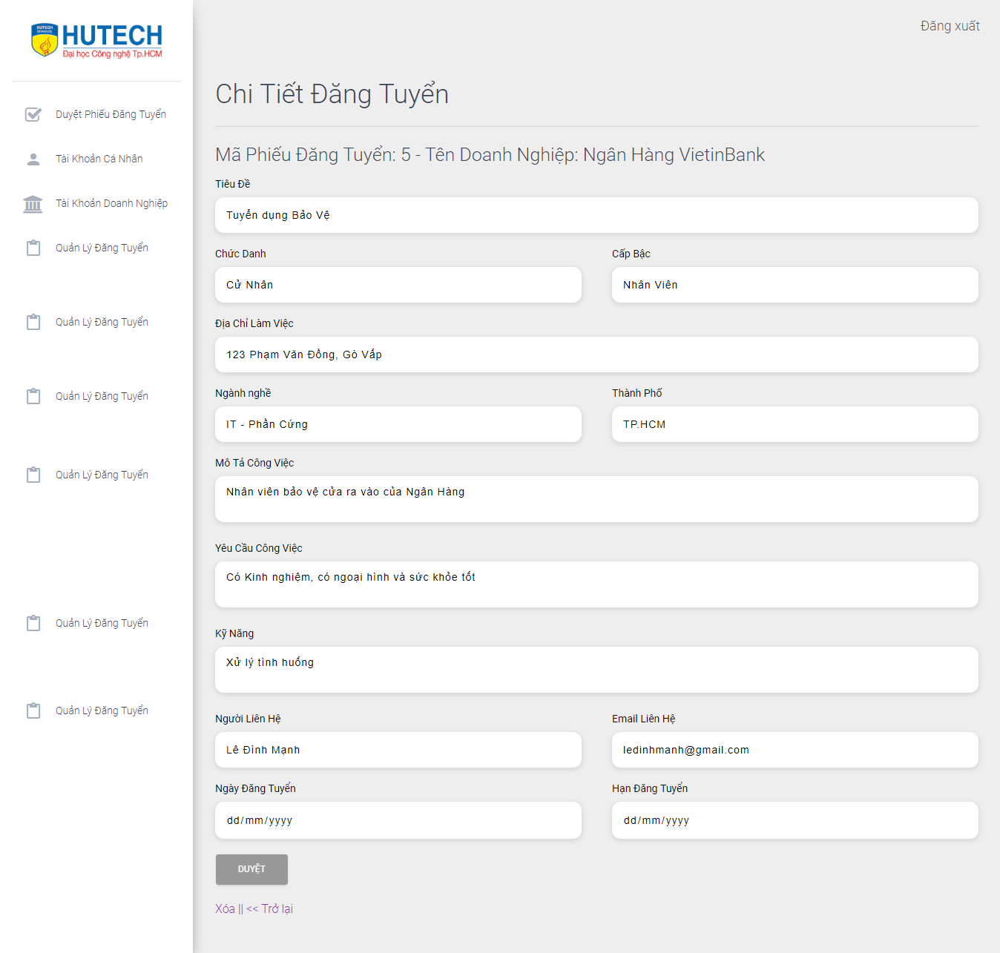 HUTECH
University
HUTECH
Đại học Công nghệ Tp.HCM
Đăng xuất
Duyệt Phiếu Đăng Tuyển
Tài Khoản Cá Nhân
Tài Khoản Doanh Nghiệp
Quản Lý Đăng Tuyển
Quản Lý Đăng Tuyển
Quản Lý Đăng Tuyển
Quản Lý Đăng Tuyển
Quản Lý Đăng Tuyển
Quản Lý Đăng Tuyển
Chi Tiết Đăng Tuyển
Mã Phiếu Đăng Tuyển: 5 - Tên Doanh Nghiệp: Ngân Hàng VietinBank
Tiêu Đề
Tuyển dụng Bảo Vệ
Chức Danh
Cấp Bậc
Cử Nhân
Nhân Viên
Địa Chỉ Làm Việc
123 Phạm Văn Đồng, Gò Vấp
Ngành nghề
Thành Phố
IT - Phần Cứng
TP.HCM
Mô Tả Công Việc
Nhân viên bảo vệ cửa ra vào của Ngân Hàng
Yêu Cầu Công Việc
Có Kinh nghiệm, có ngoại hình và sức khỏe tốt
Kỹ Năng
Xử lý tình huống
Người Liên Hệ
Email Liên Hệ
Lê Đình Mạnh
ledinhmanh@gmail.com
Ngày Đăng Tuyển
Hạn Đăng Tuyển
dd/mm/yyyy
dd/mm/yyyy
DUYỆT
Xóa || << Trở lại